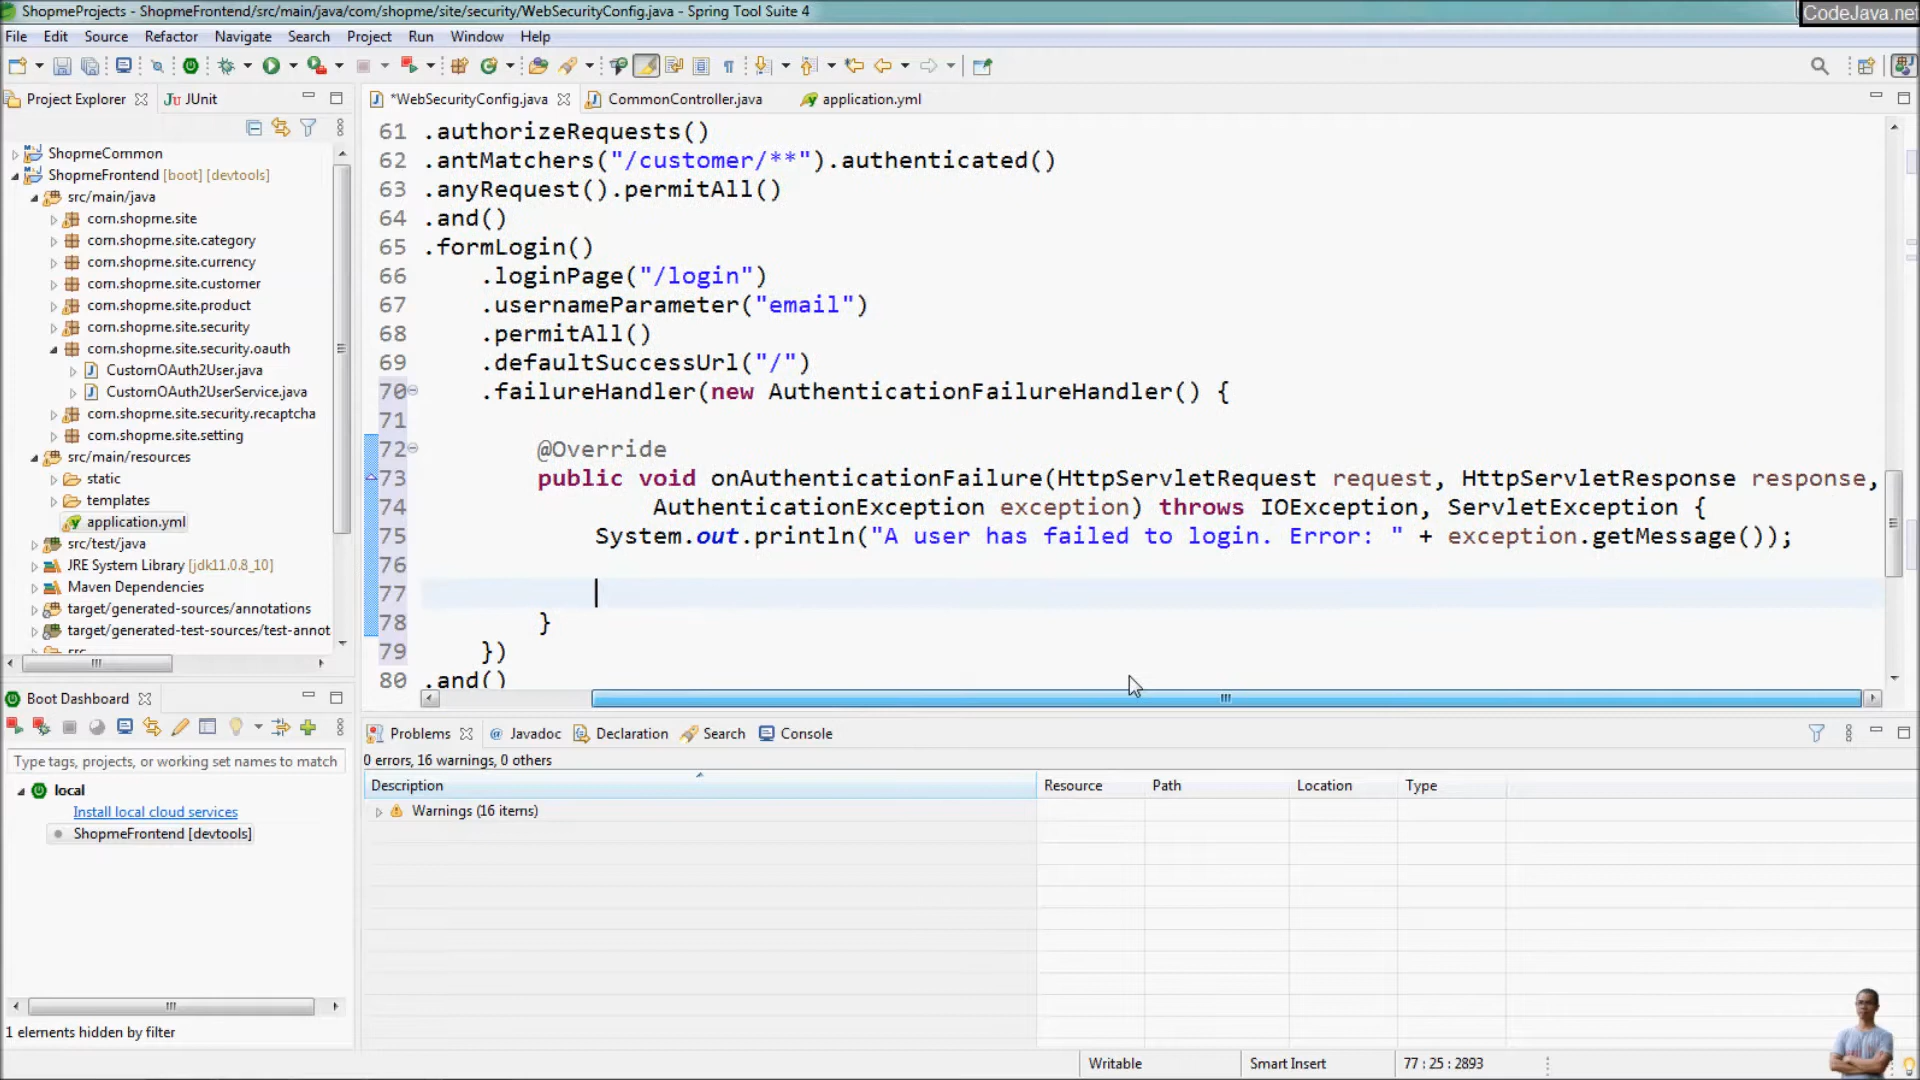 ShopmeProjects - ShopmeFrontend/src/main/java/com/shopme/site/security/WebSecurityConfig.java - Spring Tool Suite 4
CodeJava.net
File Edit Source Refactor Navigate Search Project Run Window Help
Project Explorer JUnit
*WebSecurityConfig.java CommonController.java application.yml
ShopmeCommon
ShopmeFrontend [boot] [devtools]
src/main/java
com.shopme.site
com.shopme.site.category
com.shopme.site.currency
com.shopme.site.customer
com.shopme.site.product
com.shopme.site.security
com.shopme.site.security.oauth
CustomOAuth2User.java
CustomOAuth2UserService.java
com.shopme.site.security.recaptcha
com.shopme.site.setting
src/main/resources
static
templates
application.yml
src/test/java
JRE System Library [jdk11.0.8_10]
Maven Dependencies
target/generated-sources/annotations
target/generated-test-sources/test-annot
61 .authorizeRequests()
62 .antMatchers("/customer/**").authenticated()
63 .anyRequest().permitAll()
64 .and()
65 .formLogin()
66 .loginPage("/login")
67 .usernameParameter("email")
68 .permitAll()
69 .defaultSuccessUrl("/")
70 .failureHandler(new AuthenticationFailureHandler() {
71
72 @Override
73 public void onAuthenticationFailure(HttpServletRequest request, HttpServletResponse response,
74 AuthenticationException exception) throws IOException, ServletException {
75 System.out.println("A user has failed to login. Error: " + exception.getMessage());
76
77
78 }
79 })
80 .and()
Boot Dashboard
Type tags, projects, or working set names to match
local
Install local cloud services
ShopmeFrontend [devtools]
1 elements hidden by filter
Problems Javadoc Declaration Search Console
0 errors, 16 warnings, 0 others
Description Resource Path Location Type
Warnings (16 items)
Writable Smart Insert 77 : 25 : 2893